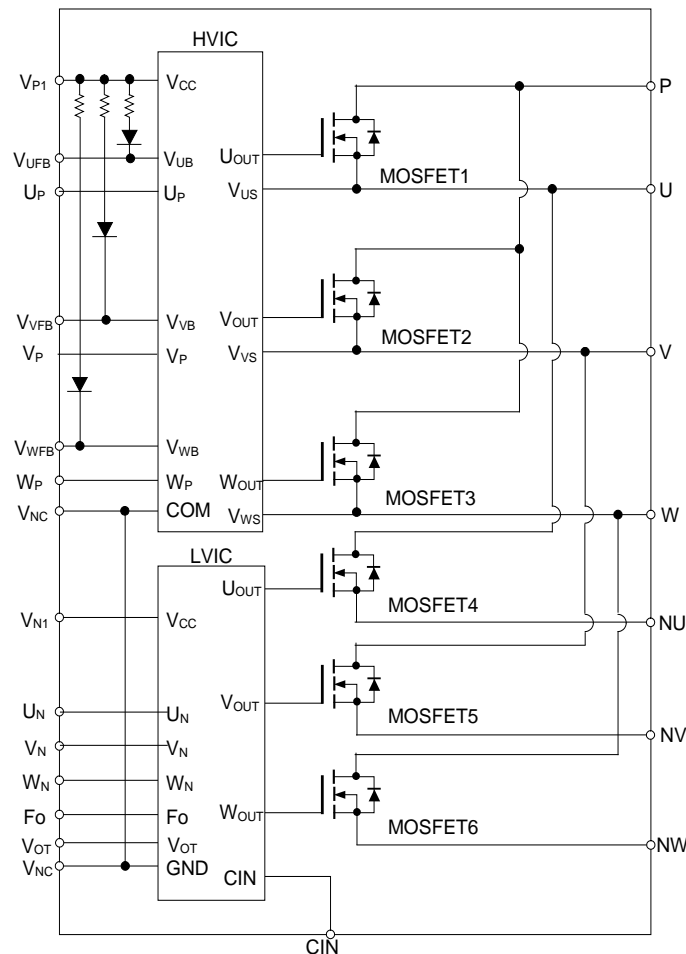 HVIC
VP1
VCC
P
VUFB
VUB
UOUT
MOSFET1
UP
UP
VUS
U
VVFB
VVB
VOUT
MOSFET2
VP
VP
VVS
V
VWFB
VWB
WP
WP
WOUT
MOSFET3
VNC
COM
VWS
W
LVIC
UOUT
MOSFET4
VN1
VCC
NU
UN
UN
VOUT
MOSFET5
VN
VN
NV
WN
WN
Fo
Fo
WOUT
MOSFET6
VOT
VOT
NW
VNC
GND
CIN
CIN